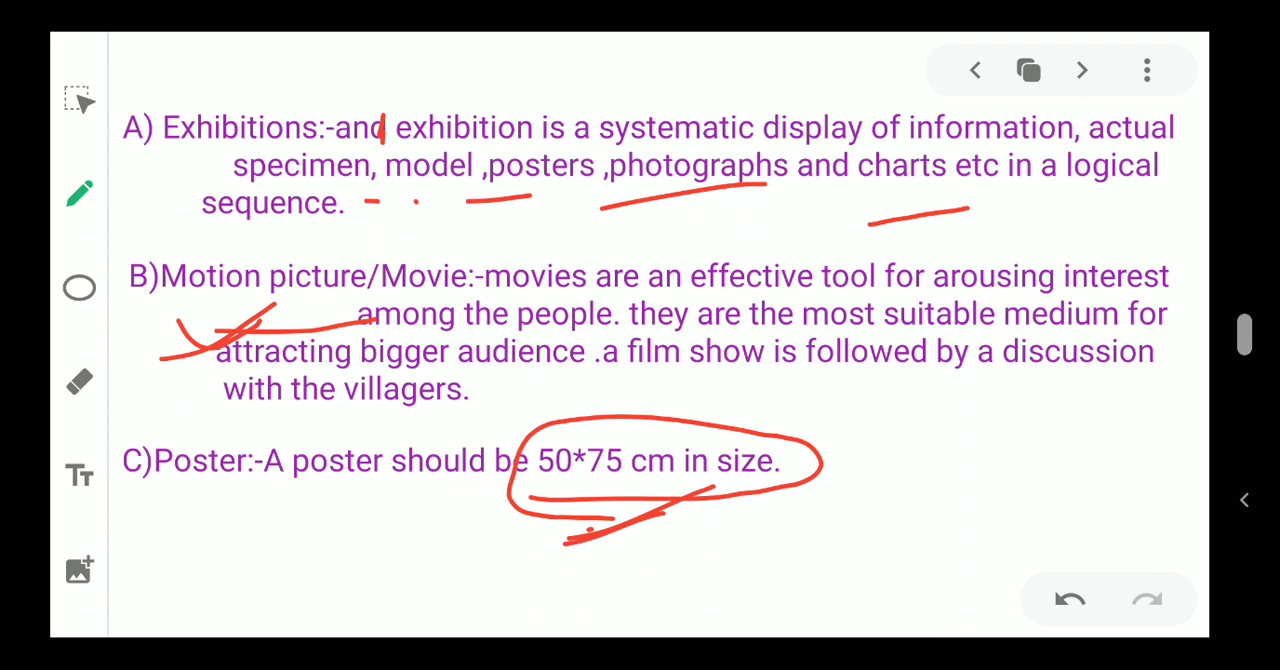 A) Exhibitions:-and exhibition is a systematic display of information, actual
specimen, model ,posters ,photographs and charts etc in a logical
sequence.
B)Motion picture/Movie:-movies are an effective tool for arousing interest
among the people. they are the most suitable medium for
attracting bigger audience .a film show is followed by a discussion
with the villagers.
C)Poster:-A poster should be 50*75 cm in size.
TT